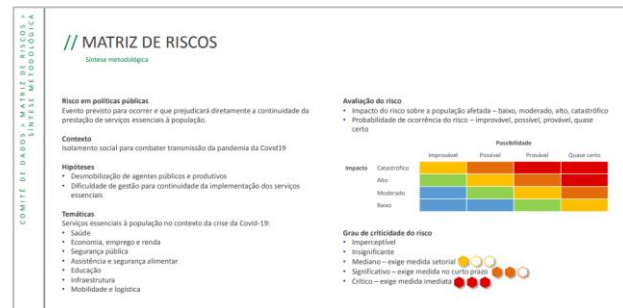 COMITÊ DE DADOS > MATRIZ DE RISCOS >
SÍNTESE METODOLÓGICA
// MATRIZ DE RISCOS
Síntese metodológica
Risco em políticas públicas
Evento previsto para ocorrer e que prejudicará diretamente a continuidade da
prestação de serviços essenciais à população.
Contexto
Isolamento social para combater transmissão da pandemia da Covid19
Hipóteses
• Desmobilização de agentes públicos e produtivos
• Dificuldade de gestão para continuidade da implementação dos serviços
essenciais
Temáticas
Serviços essenciais à população no contexto da crise da Covid-19:
• Saúde
• Economia, emprego e renda
• Segurança pública
• Assistência e segurança alimentar
• Educação
• Infraestrutura
• Mobilidade e logística
Avaliação do risco
• Impacto do risco sobre a população afetada – baixo, moderado, alto, catastrófico
• Probabilidade de ocorrência do risco – improvável, possível, provável, quase
certo
Possibilidade
Improvável Possível Provável Quase certo
Impacto Catastrófico
Alto
Moderado
Baixo
Grau de criticidade do risco
• Imperceptível
• Insignificante
• Mediano – exige medida setorial
• Significativo – exige medida no curto prazo
• Crítico – exige medida imediata